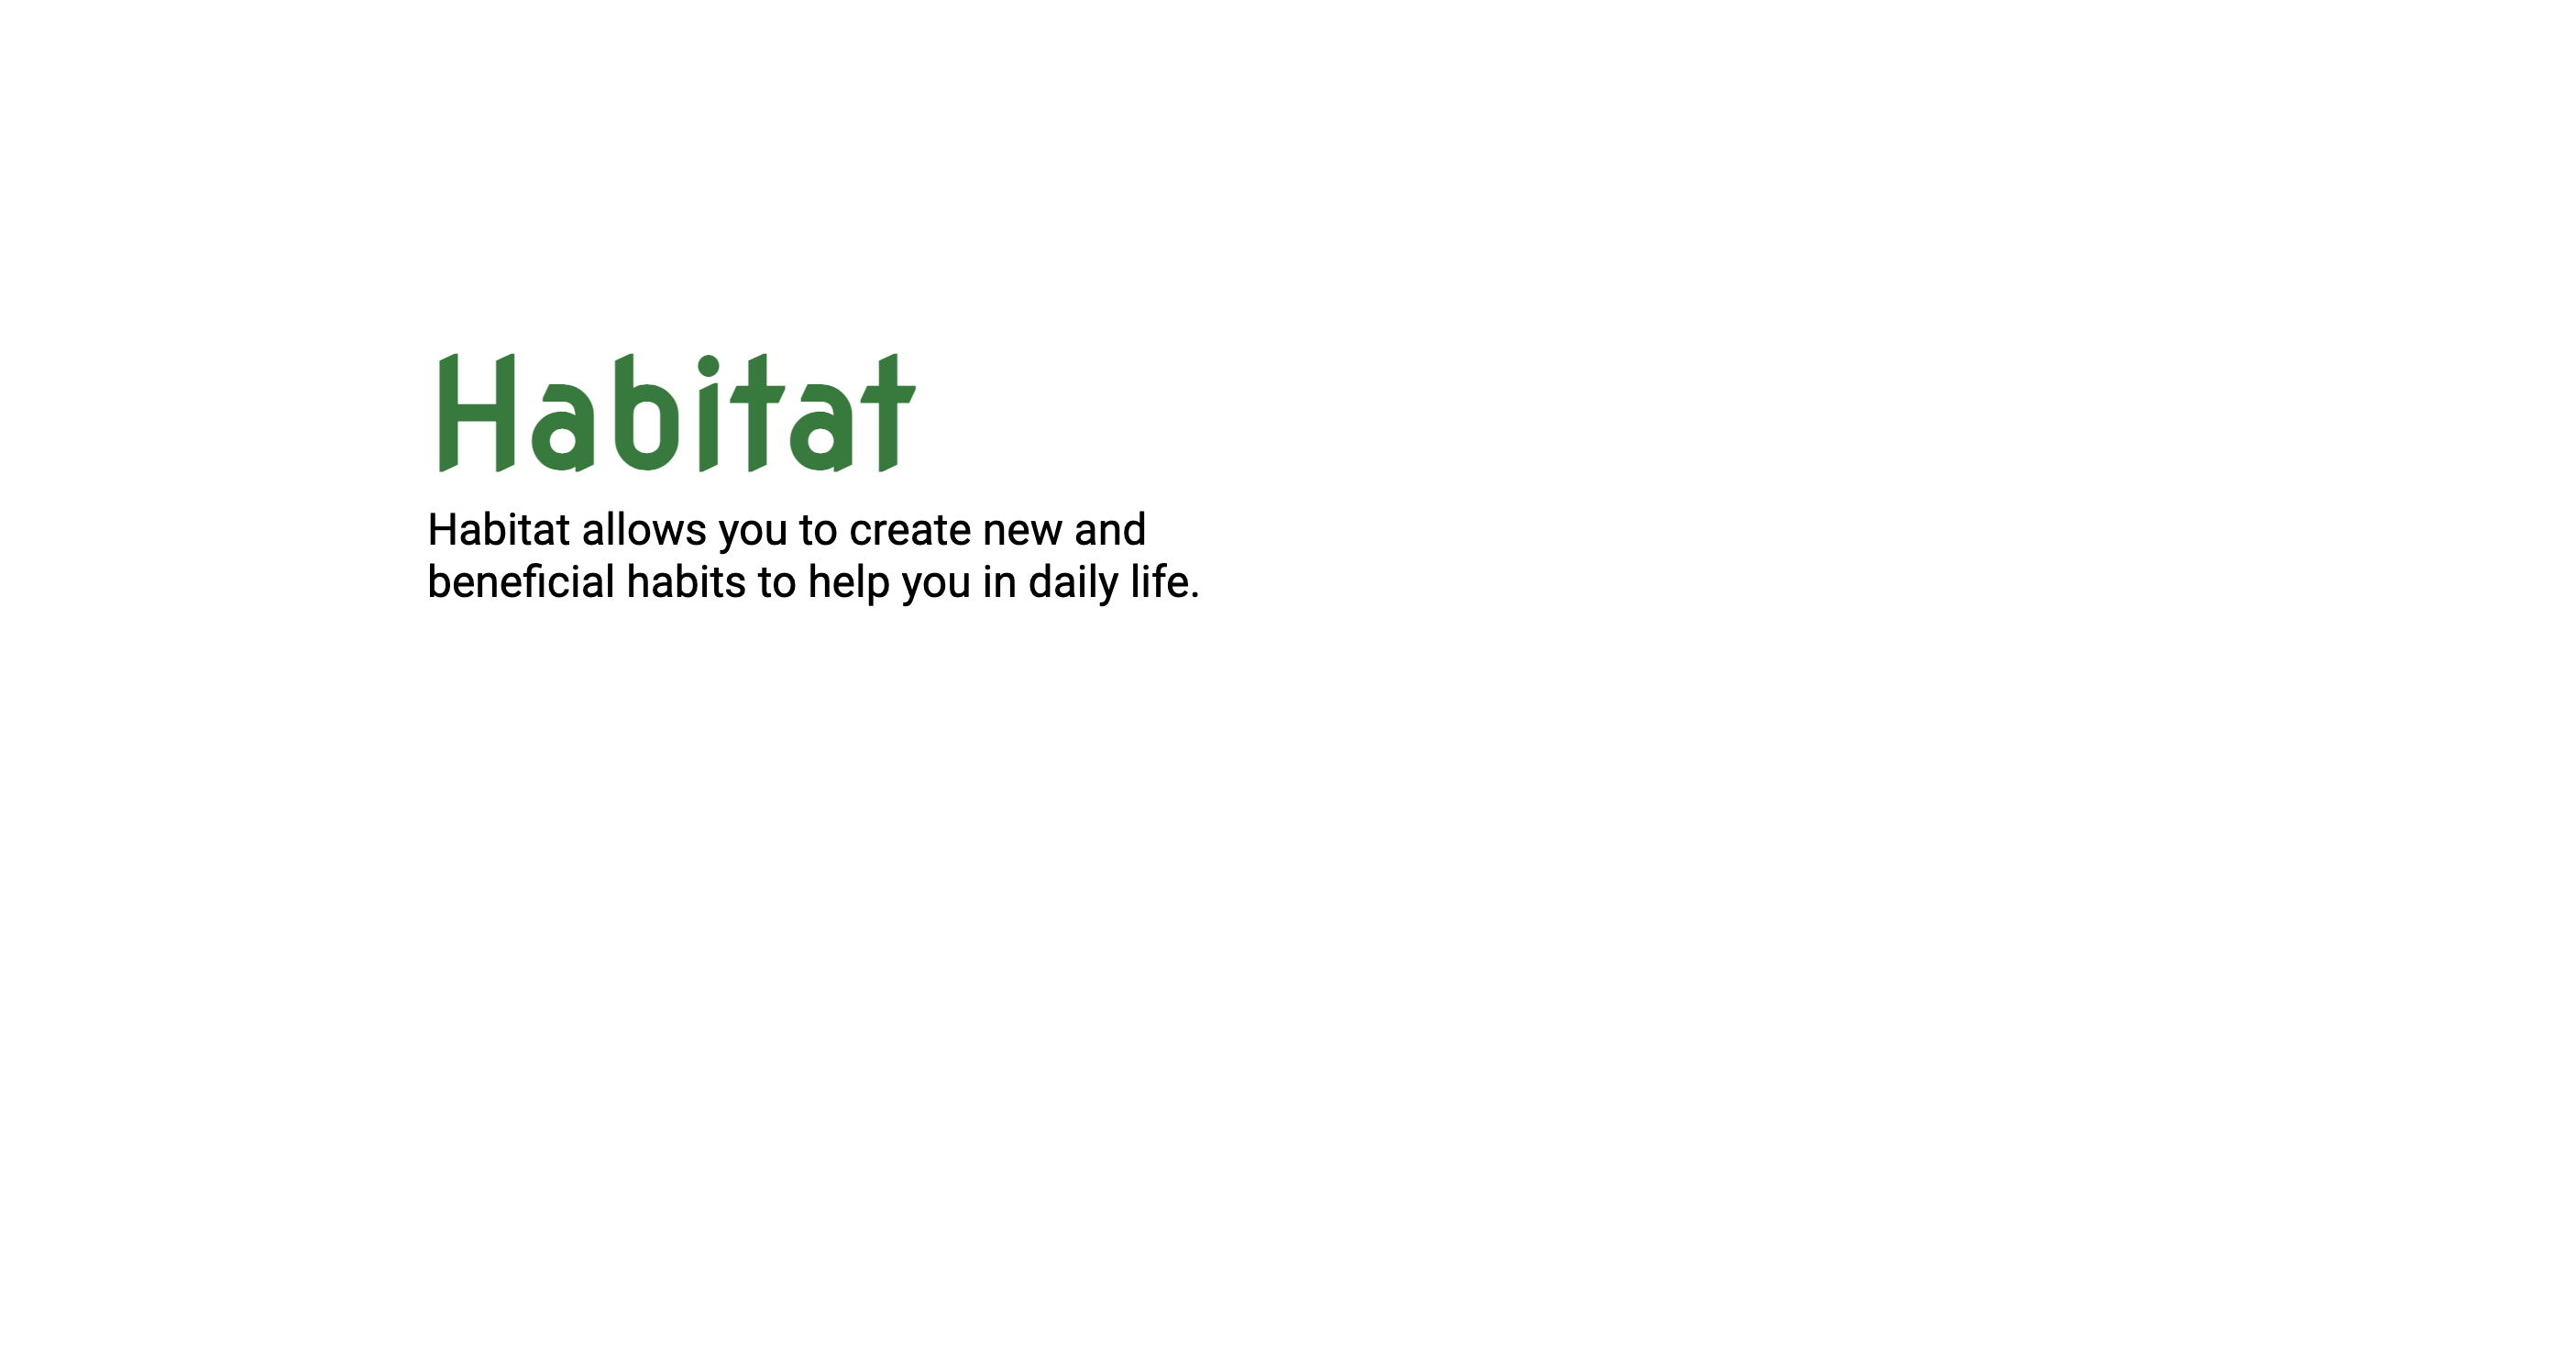 Habitat
Habitat allows you to create new and
beneficial habits to help you in daily life.